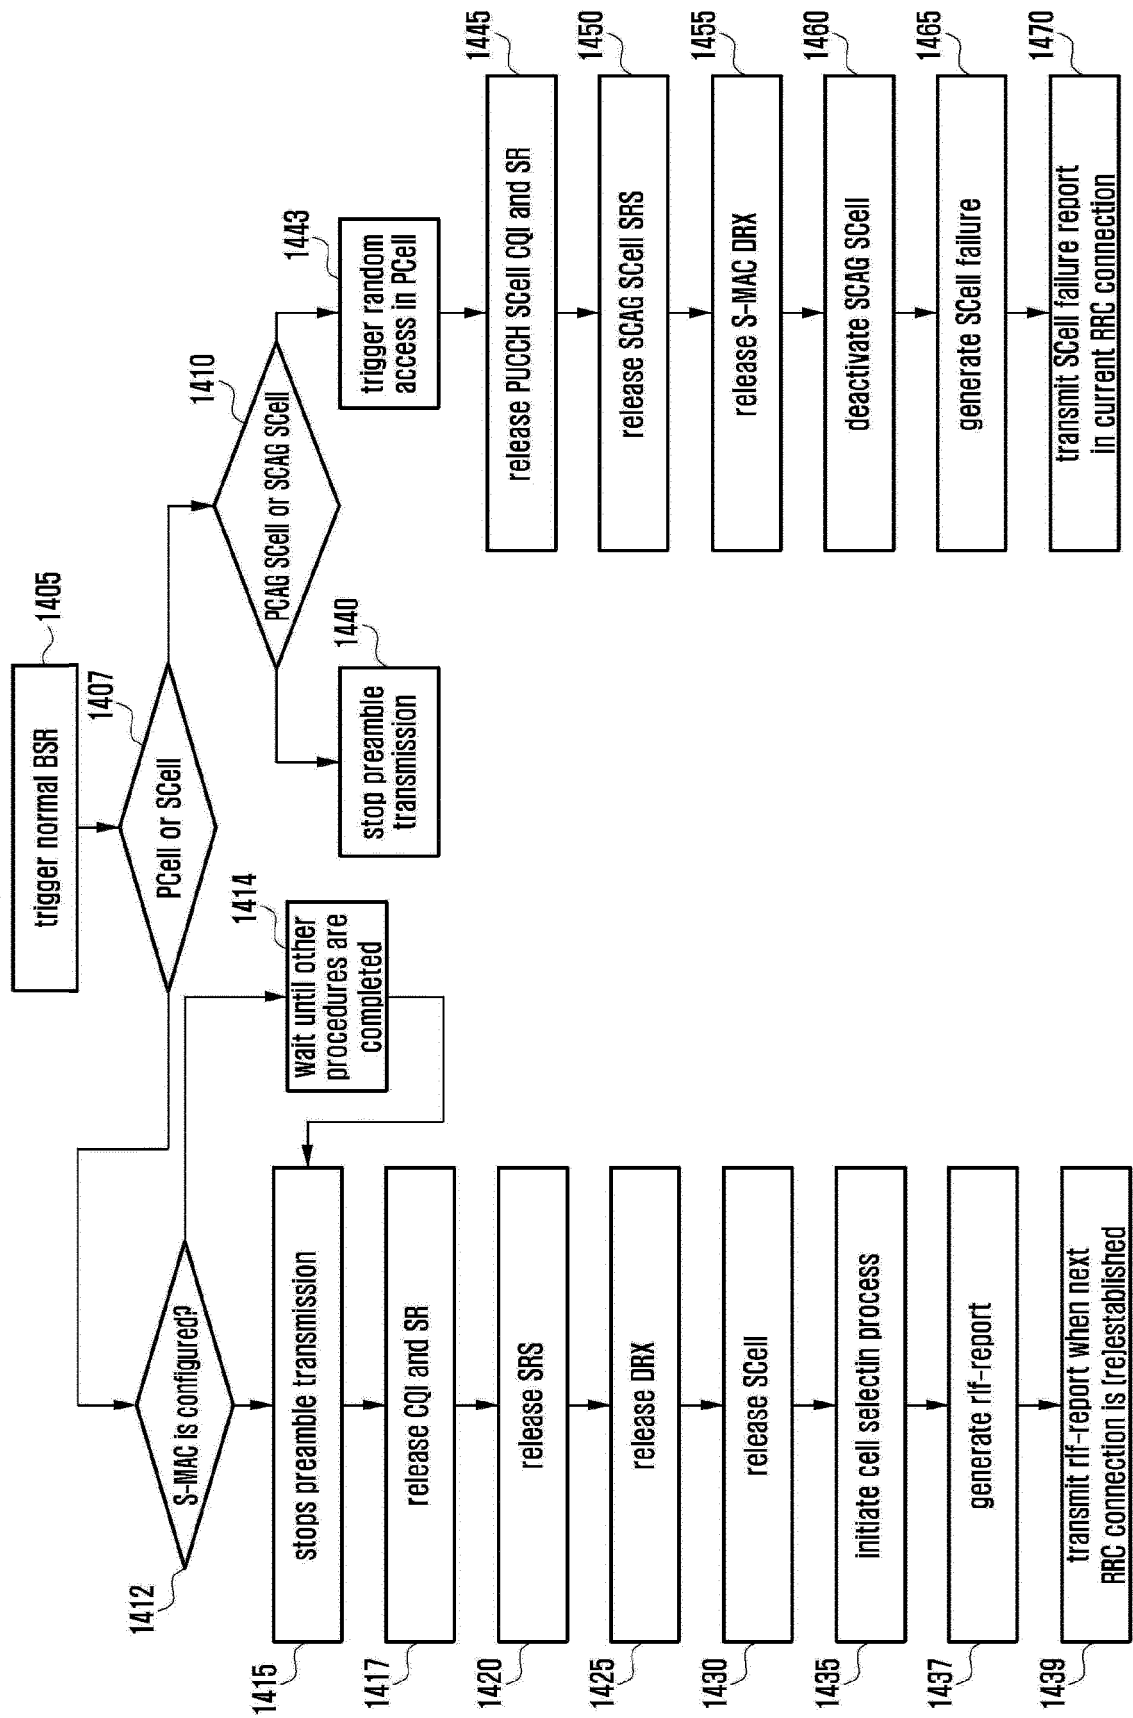 1405
trigger normal BSR
1407
PCell or SCell
1412
S-MAC is configured?
1414
wait until other
procedures are
completed
1415
stops preamble transmission
1417
release CQI and SR
1420
release SRS
1425
release DRX
1430
release SCell
1435
initiate cell selectin process
1437
generate rlf-report
1439
transmit rlf-report when next
RRC connection is (re)established
1410
PCAG SCell or SCAG SCell
1440
stop preamble
transmission
1443
trigger random
access in PCell
1445
release PUCCH SCell CQI and SR
1450
release SCAG SCell SRS
1455
release S-MAC DRX
1460
deactivate SCAG SCell
1465
generate SCell failure
1470
transmit SCell failure report
in current RRC connection